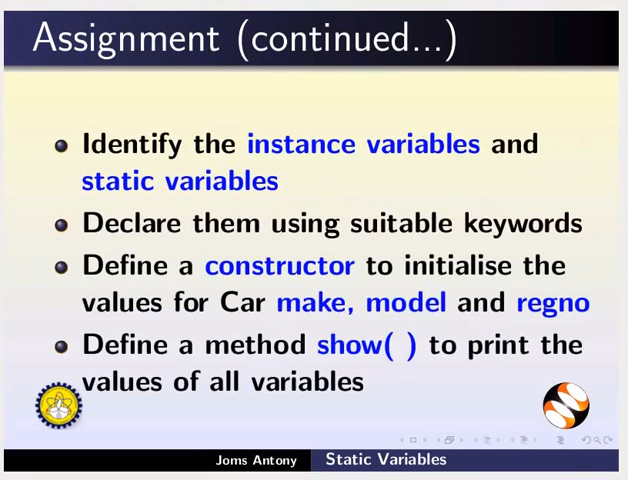 Assignment (continued...)
Identify the instance variables and
static variables
Declare them using suitable keywords
Define a constructor to initialise the
values for Car make, model and regno
Define a method show( ) to print the
values of all variables
Joms Antony
Static Variables